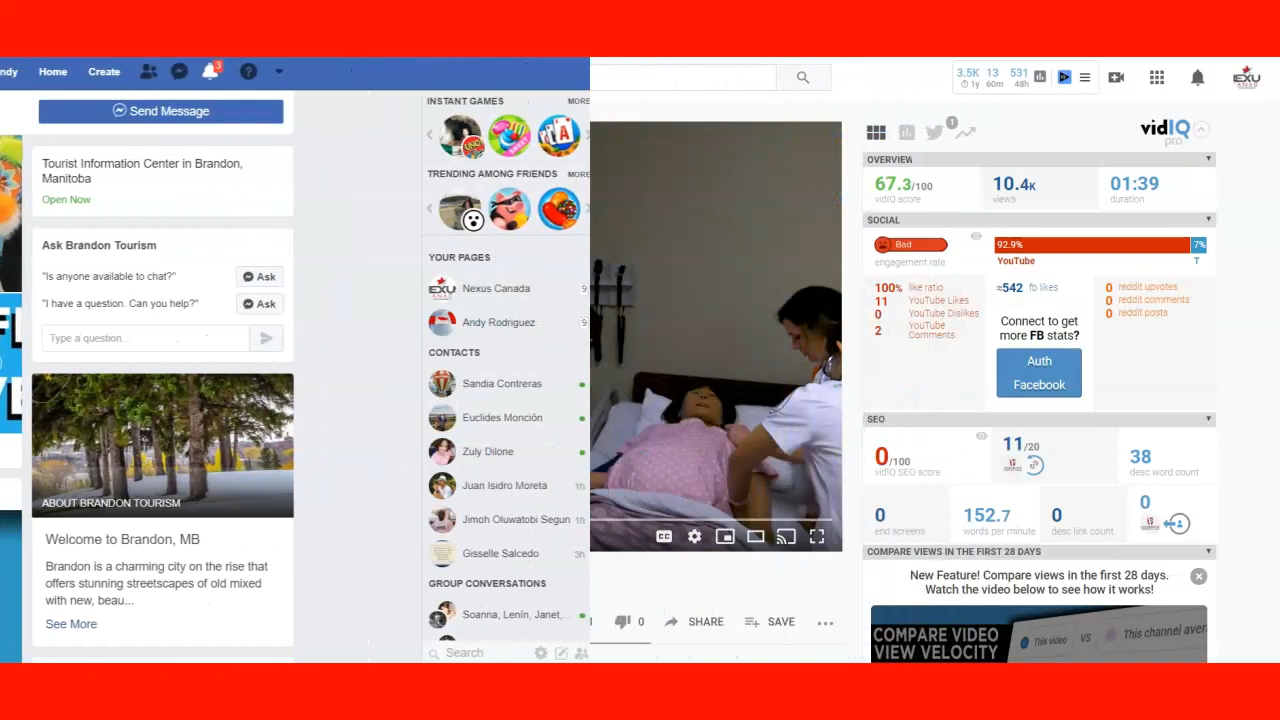 ndy Home Create 3
Send Message
Tourist Information Center in Brandon,
Manitoba
Open Now
Ask Brandon Tourism
"Is anyone available to chat?" Ask
"I have a question. Can you help?" Ask
Type a question...
ABOUT BRANDON TOURISM
Welcome to Brandon, MB
Brandon is a charming city on the rise that
offers stunning streetscapes of old mixed
with new, beau...
See More
INSTANT GAMES MORE
UNO
SWEET
A
TRENDING AMONG FRIENDS MORE
YOUR PAGES
Nexus Canada 9
Andy Rodriguez 9
CONTACTS
Sandia Contreras
Euclides Monción
Zuly Dilone
Juan Isidro Moreta 1h
Jimoh Oluwatobi Segun 1h
Gisselle Salcedo 3h
GROUP CONVERSATIONS
Soanna, Lenín, Janet,...
Search
CC
0 SHARE SAVE
3.5K 13 531
1y 60m 48h
1
vidIQ
pro
OVERVIEW
67.3/100 10.4K 01:39
vidIQ score views duration
SOCIAL
Bad 92.9% 7%
engagement rate YouTube T
100% like ratio
11 YouTube Likes
0 YouTube Dislikes
2 YouTube
Comments
≈542 fb likes
Connect to get
more FB stats?
Auth
Facebook
0 reddit upvotes
0 reddit comments
0 reddit posts
SEO
0/100 11/20 38
vidIQ SEO score desc word count
0 152.7 0 0
end screens words per minute desc link count
COMPARE VIEWS IN THE FIRST 28 DAYS
New Feature! Compare views in the first 28 days.
Watch the video below to see how it works!
COMPARE VIDEO
VIEW VELOCITY
This video VS This channel aver